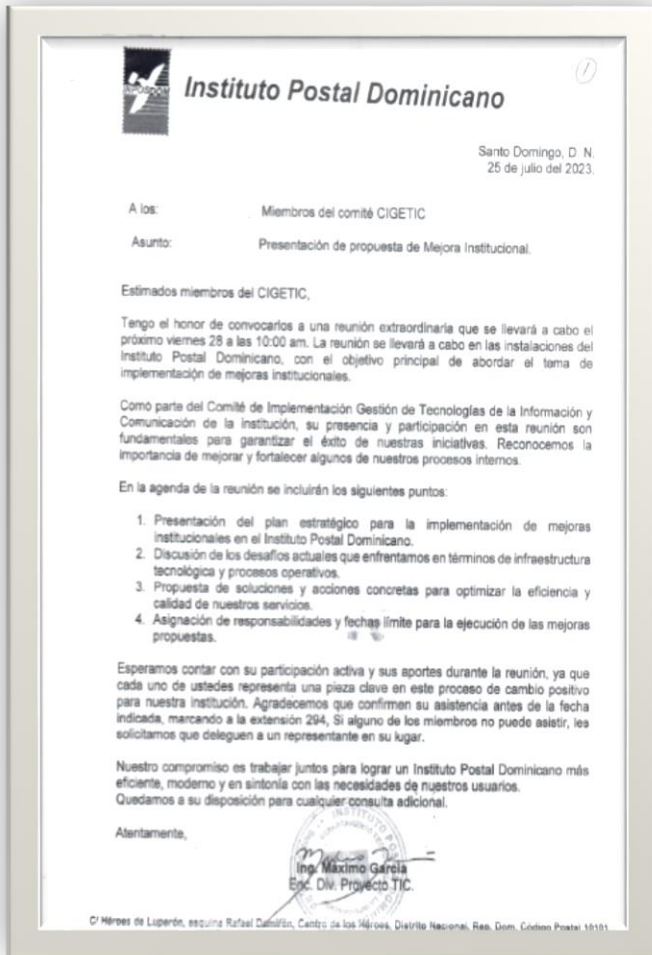 INPOSDOM
Instituto Postal Dominicano
1
Santo Domingo, D. N.
25 de julio del 2023.
A los: Miembros del comité CIGETIC
Asunto: Presentación de propuesta de Mejora Institucional.
Estimados miembros del CIGETIC,
Tengo el honor de convocarlos a una reunión extraordinaria que se llevará a cabo el
próximo viernes 28 a las 10:00 am. La reunión se llevará a cabo en las instalaciones del
Instituto Postal Dominicano, con el objetivo principal de abordar el tema de
implementación de mejoras institucionales.
Como parte del Comité de Implementación Gestión de Tecnologías de la Información y
Comunicación de la institución, su presencia y participación en esta reunión son
fundamentales para garantizar el éxito de nuestras iniciativas. Reconocemos la
importancia de mejorar y fortalecer algunos de nuestros procesos internos.
En la agenda de la reunión se incluirán los siguientes puntos:
1. Presentación del plan estratégico para la implementación de mejoras
institucionales en el Instituto Postal Dominicano.
2. Discusión de los desafíos actuales que enfrentamos en términos de infraestructura
tecnológica y procesos operativos.
3. Propuesta de soluciones y acciones concretas para optimizar la eficiencia y
calidad de nuestros servicios.
4. Asignación de responsabilidades y fechas límite para la ejecución de las mejoras
propuestas.
Esperamos contar con su participación activa y sus aportes durante la reunión, ya que
cada uno de ustedes representa una pieza clave en este proceso de cambio positivo
para nuestra institución. Agradecemos que confirmen su asistencia antes de la fecha
indicada, marcando a la extensión 294, Si alguno de los miembros no puede asistir, les
solicitamos que deleguen a un representante en su lugar.
Nuestro compromiso es trabajar juntos para lograr un Instituto Postal Dominicano más
eficiente, moderno y en sintonía con las necesidades de nuestros usuarios.
Quedamos a su disposición para cualquier consulta adicional.
Atentamente,
INSTITUTO POSTAL
Ing. Máximo García
Enc. Div. Proyecto TIC.
C/ Héroes de Luperón, esquina Rafael Damirón, Centro de los Héroes, Distrito Nacional, Rep. Dom. Código Postal 10101